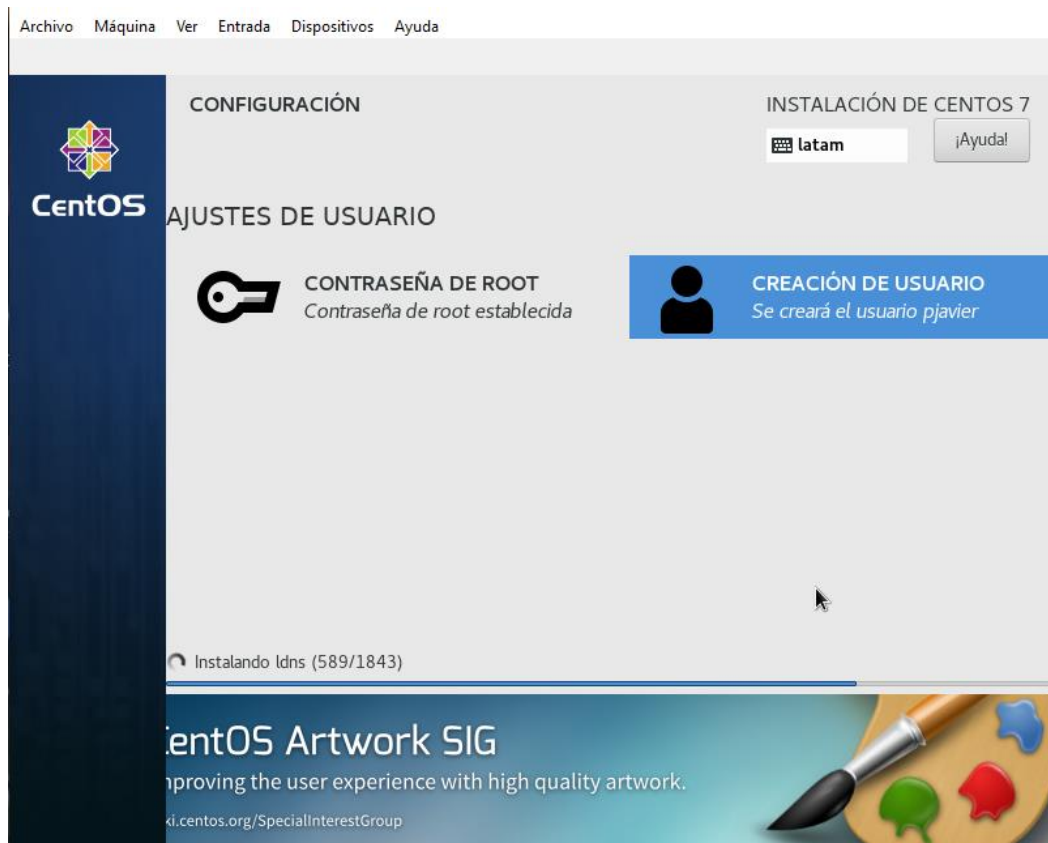 Archivo Máquina Ver Entrada Dispositivos Ayuda
CONFIGURACIÓN
INSTALACIÓN DE CENTOS 7
latam
¡Ayuda!
CentOS
AJUSTES DE USUARIO
CONTRASEÑA DE ROOT
Contraseña de root establecida
CREACIÓN DE USUARIO
Se creará el usuario pjavier
Instalando ldns (589/1843)
entOS Artwork SIG
proving the user experience with high quality artwork.
ki.centos.org/SpecialInterestGroup